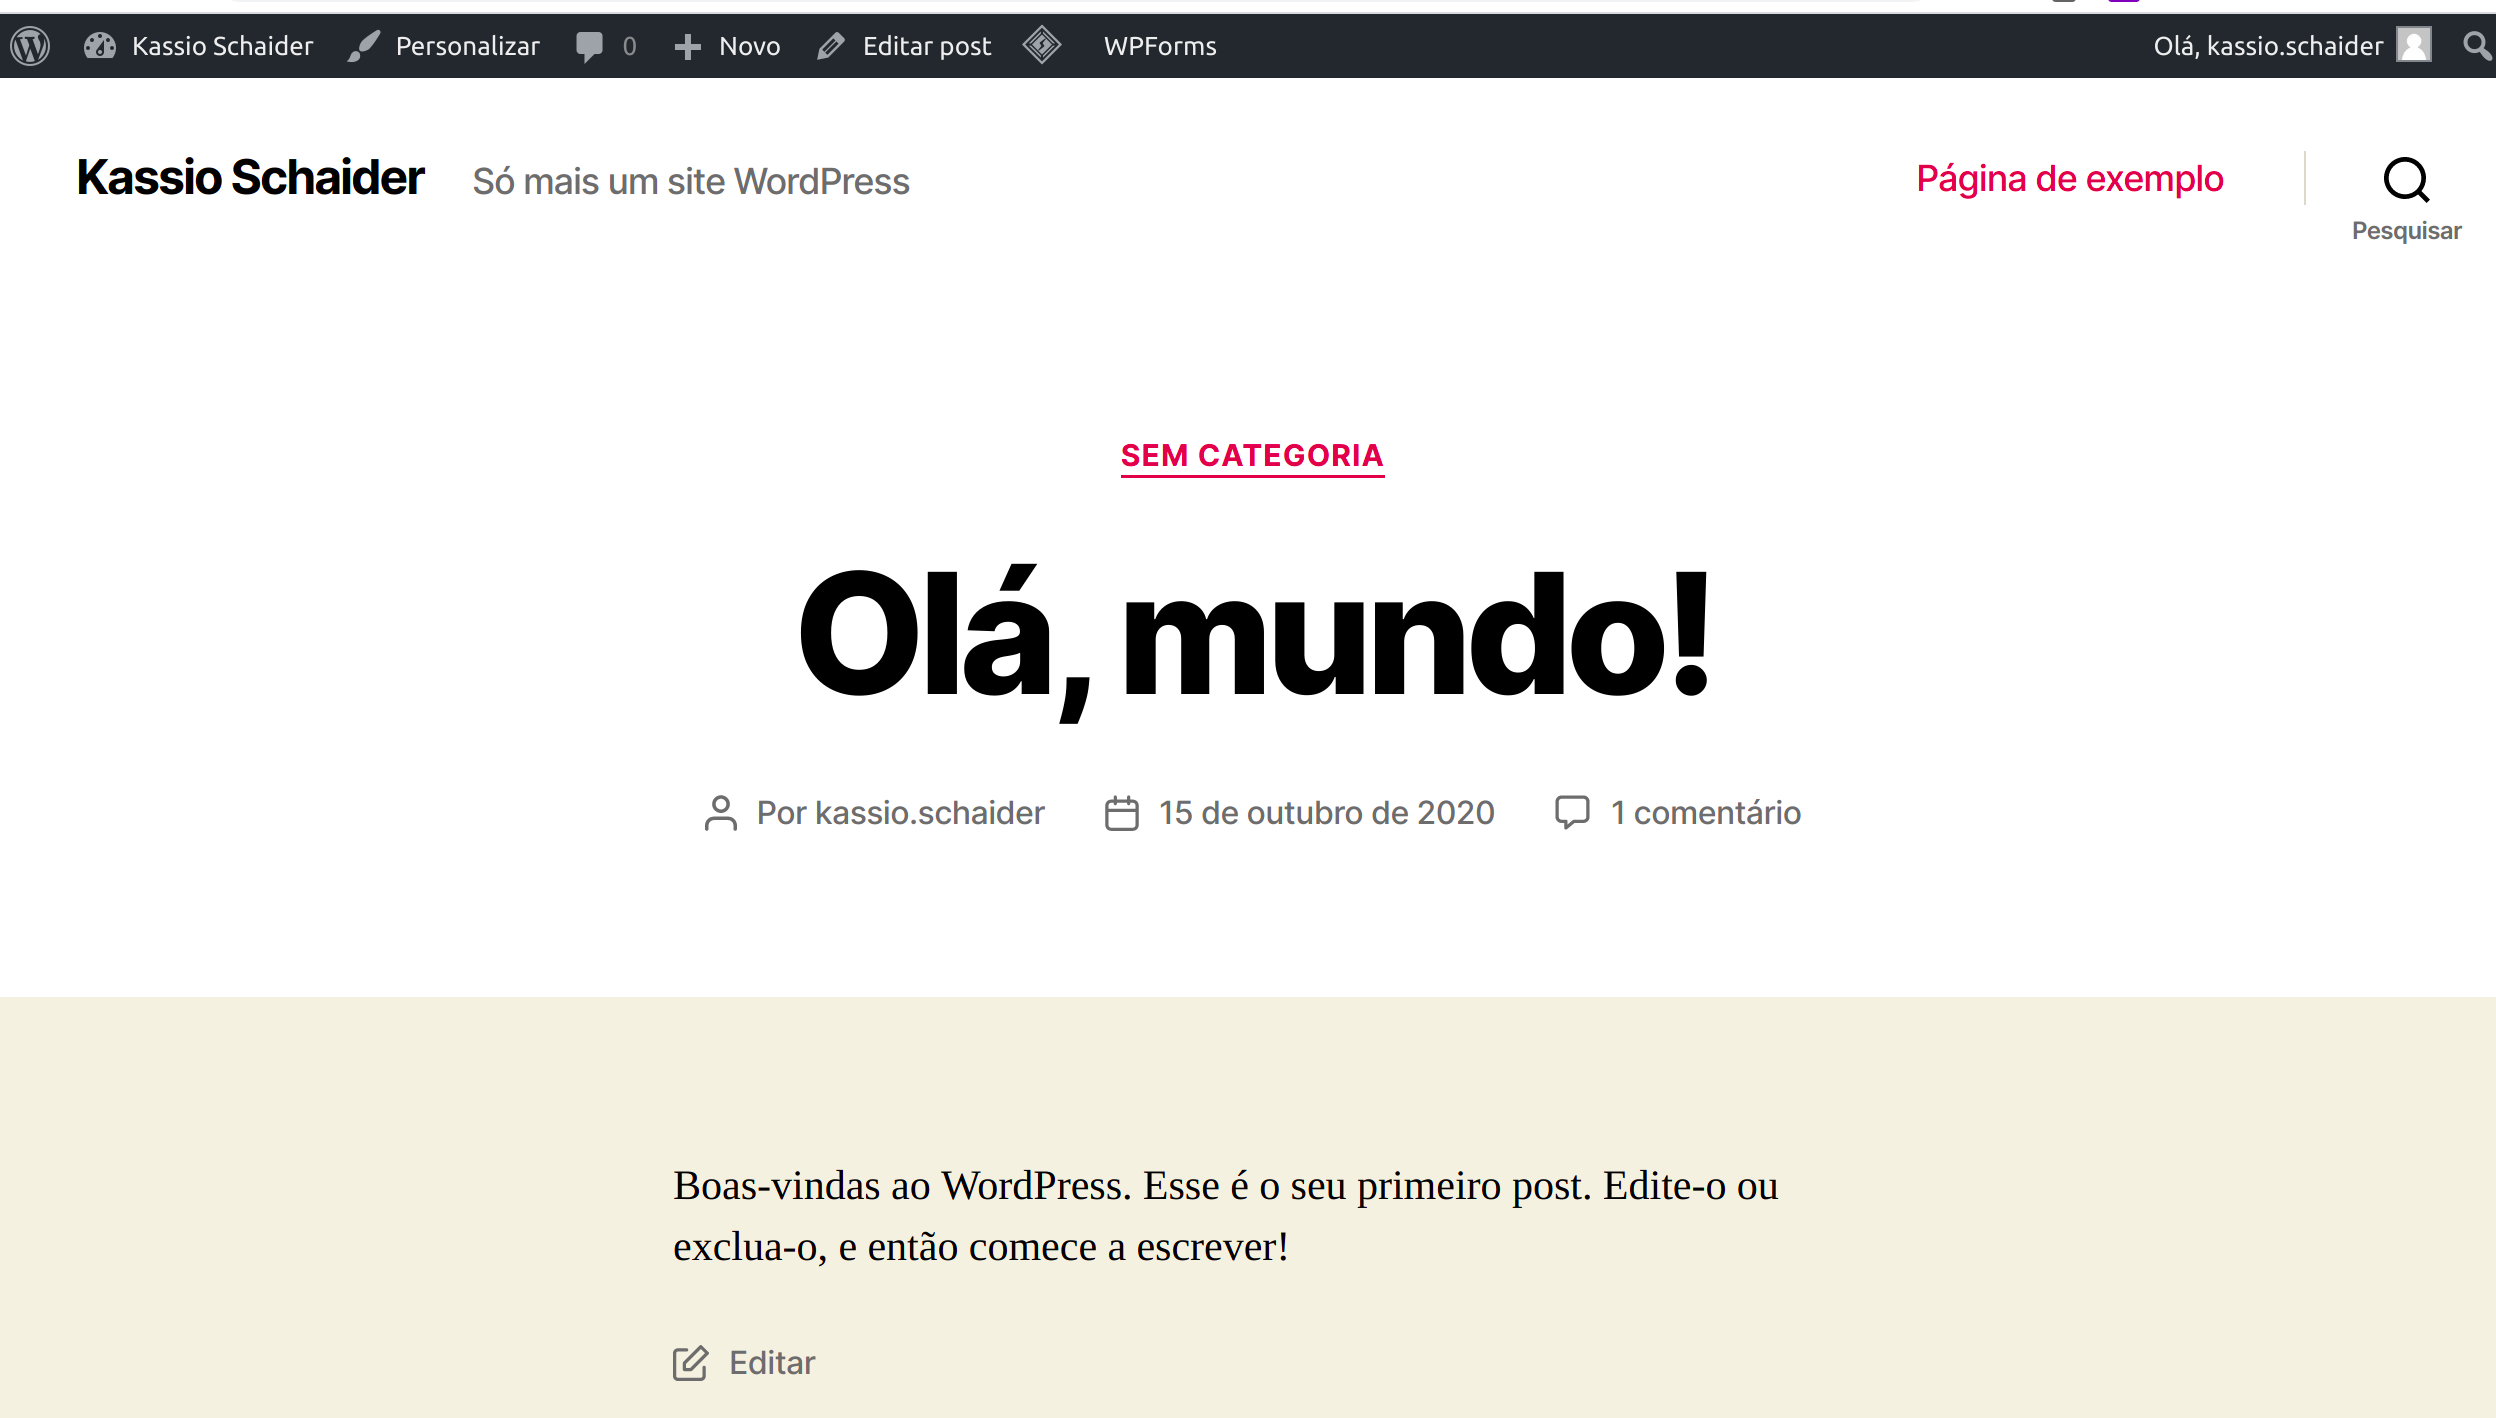 Kassio Schaider Personalizar 0 Novo Editar post WPForms Olá, kassio.schaider
Kassio Schaider Só mais um site WordPress Página de exemplo
Pesquisar
SEM CATEGORIA
Olá, mundo!
Por kassio.schaider 15 de outubro de 2020 1 comentário
Boas-vindas ao WordPress. Esse é o seu primeiro post. Edite-o ou
exclua-o, e então comece a escrever!
Editar